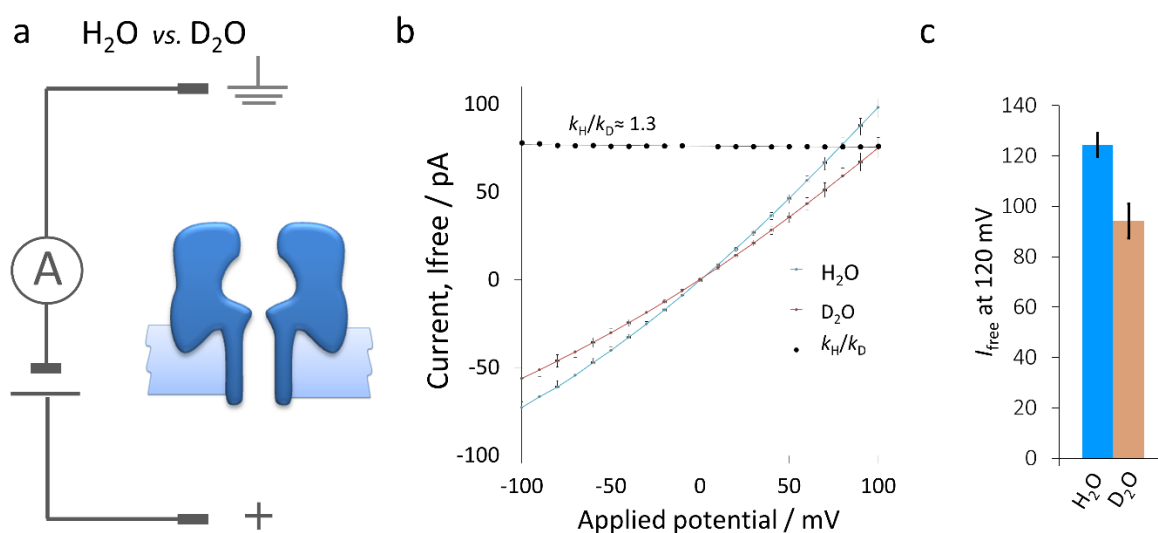 a
H₂O vs. D₂O
A
+
b
Current, Ifree / pA
100
50
0
-50
-100
kH/kD ≈ 1.3
H₂O
D₂O
kH/kD
-100
-50
0
50
100
Applied potential / mV
c
Ifree at 120 mV
140
120
100
80
60
40
20
0
H₂O
D₂O